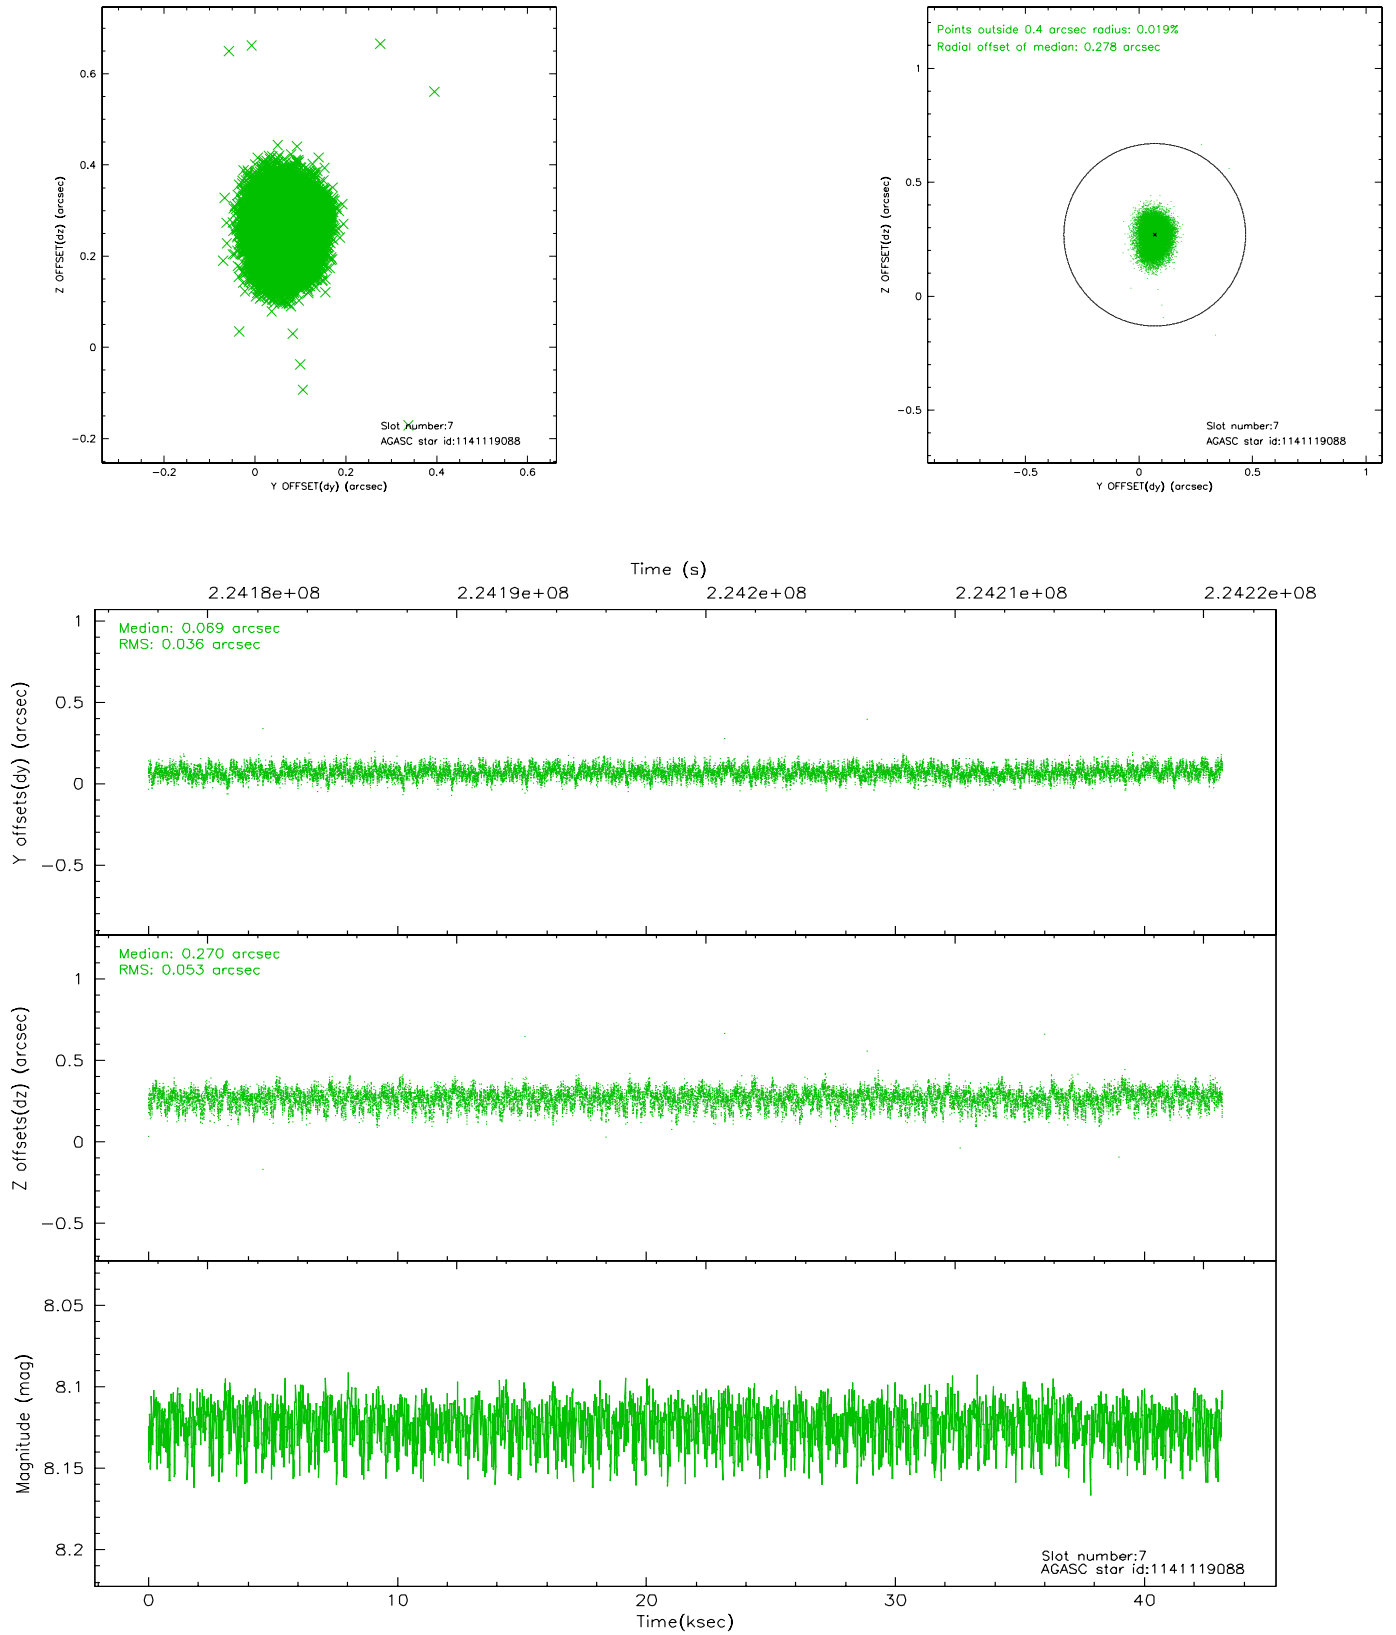 0.6
0.4
0.2
0
−0.2
Z OFFSET(dz) (arcsec)
−0.2 0 0.2 0.4 0.6
Y OFFSET(dy) (arcsec)
Slot number:7
AGASC star id:1141119088
Points outside 0.4 arcsec radius: 0.019%
Radial offset of median: 0.278 arcsec
1
0.5
0
−0.5
Z OFFSET(dz) (arcsec)
−0.5 0 0.5 1
Y OFFSET(dy) (arcsec)
Slot number:7
AGASC star id:1141119088
Time (s)
2.2418e+08 2.2419e+08 2.242e+08 2.2421e+08 2.2422e+08
Median: 0.069 arcsec
RMS: 0.036 arcsec
1
0.5
0
−0.5
Y offsets(dy) (arcsec)
Median: 0.270 arcsec
RMS: 0.053 arcsec
1
0.5
0
−0.5
Z offsets(dz) (arcsec)
8.05
8.1
8.15
8.2
Magnitude (mag)
Slot number:7
AGASC star id:1141119088
0 10 20 30 40
Time(ksec)